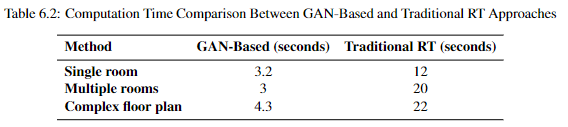 Table 6.2: Computation Time Comparison Between GAN-Based and Traditional RT Approaches
Method GAN-Based (seconds) Traditional RT (seconds)
Single room 3.2 12
Multiple rooms 3 20
Complex floor plan 4.3 22